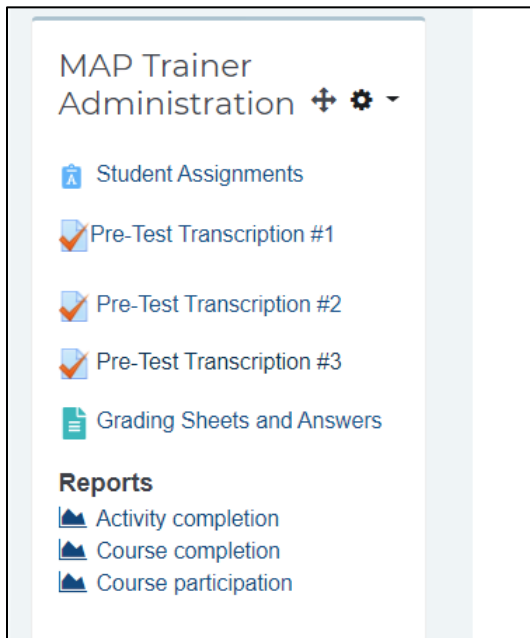 MAP Trainer
Administration
Student Assignments
Pre-Test Transcription #1
Pre-Test Transcription #2
Pre-Test Transcription #3
Grading Sheets and Answers
Reports
Activity completion
Course completion
Course participation